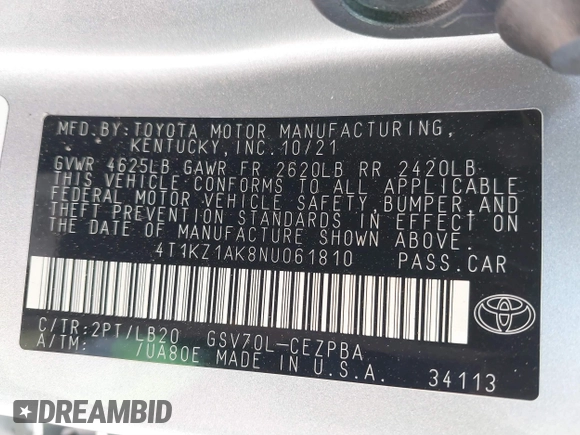 MFD.BY:TOYOTA MOTOR MANUFACTURING,
KENTUCKY, INC. 10/21
GVWR 4625LB GAWR FR 2620LB RR 2420LB
THIS VEHICLE CONFORMS TO ALL APPLICABLE
FEDERAL MOTOR VEHICLE SAFETY, BUMPER, AND
THEFT PREVENTION STANDARDS IN EFFECT ON
THE DATE OF MANUFACTURE SHOWN ABOVE.
4T1KZ1AK8NU061810 PASS.CAR
C/TR:2PT/LB20 GSV70L-CEZPBA
A/TM: /UA80E MADE IN U.S.A.
34113
DREAMBID